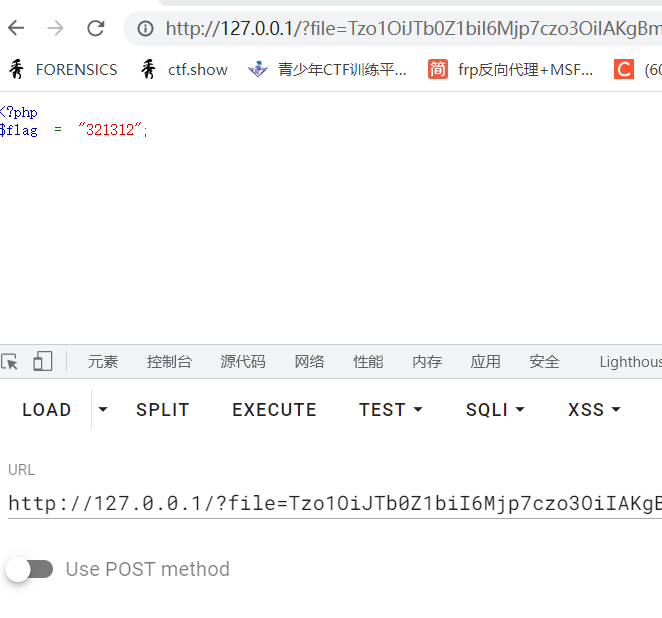 http://127.0.0.1/?file=Tzo1OiJTb0Z1biI6Mjp7czo3OiIAKgBm
FORENSICS ctf.show 青少年CTF训练平... 简 frp反向代理+MSF... C (60
<?php
$flag = "321312";
元素 控制台 源代码 网络 性能 内存 应用 安全 Lighthous
LOAD SPLIT EXECUTE TEST SQLI XSS
URL
http://127.0.0.1/?file=Tzo1OiJTb0Z1biI6Mjp7czo3OiIAKgB
Use POST method